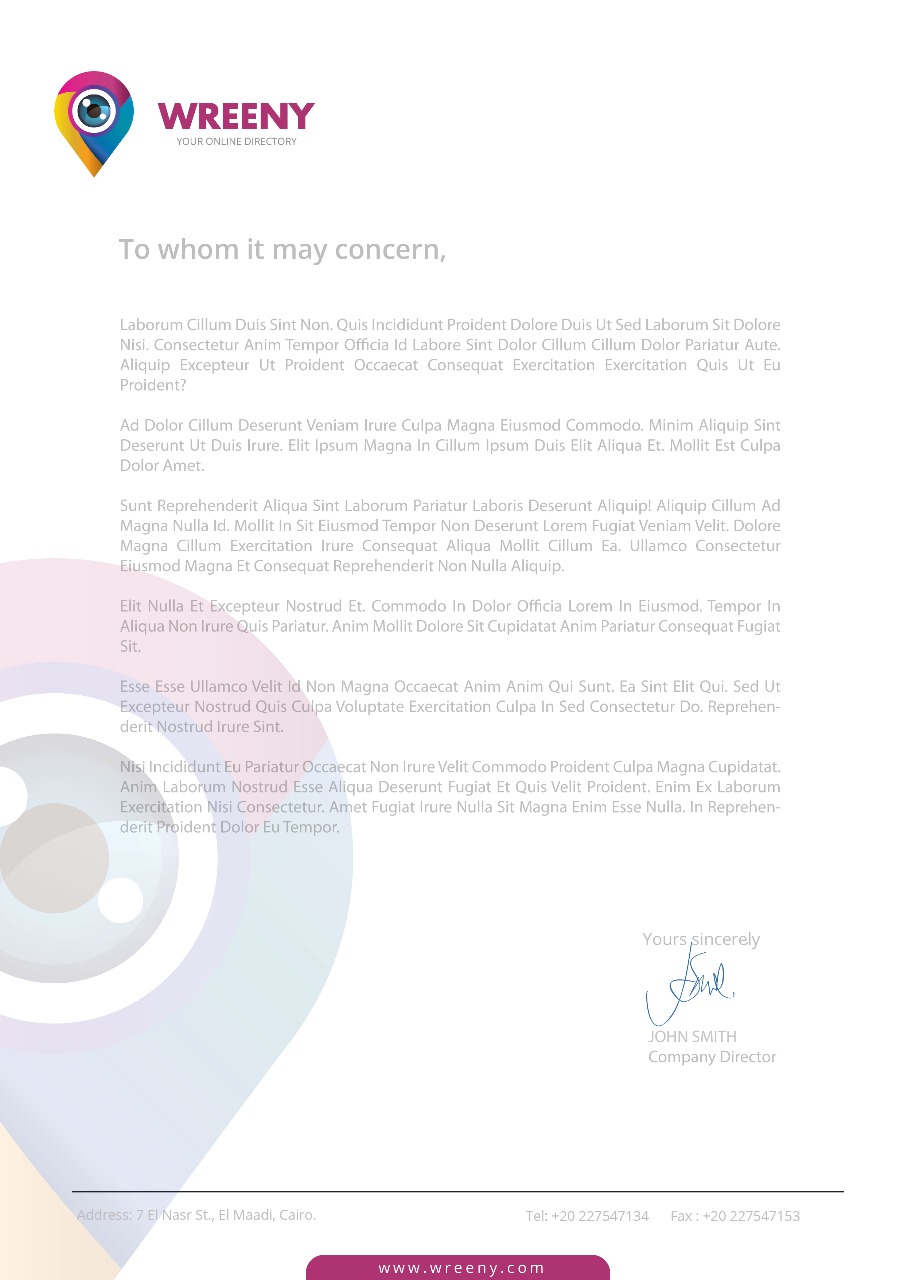 WREENY
YOUR ONLINE DIRECTORY
To whom it may concern,
Laborum Cillum Duis Sint Non. Quis Incididunt Proident Dolore Duis Ut Sed Laborum Sit Dolore
Nisi. Consectetur Anim Tempor Officia Id Labore Sint Dolor Cillum Cillum Dolor Pariatur Aute.
Aliquip Excepteur Ut Proident Occaecat Consequat Exercitation Exercitation Quis Ut Eu
Proident?
Ad Dolor Cillum Deserunt Veniam Irure Culpa Magna Eiusmod Commodo. Minim Aliquip Sint
Deserunt Ut Duis Irure. Elit Ipsum Magna In Cillum Ipsum Duis Elit Aliqua Et. Mollit Est Culpa
Dolor Amet.
Sunt Reprehenderit Aliqua Sint Laborum Pariatur Laboris Deserunt Aliquip! Aliquip Cillum Ad
Magna Nulla Id. Mollit In Sit Eiusmod Tempor Non Deserunt Lorem Fugiat Veniam Velit. Dolore
Magna Cillum Exercitation Irure Consequat Aliqua Mollit Cillum Ea. Ullamco Consectetur
Eiusmod Magna Et Consequat Reprehenderit Non Nulla Aliquip.
Elit Nulla Et Excepteur Nostrud Et. Commodo In Dolor Officia Lorem In Eiusmod. Tempor In
Aliqua Non Irure Quis Pariatur. Anim Mollit Dolore Sit Cupidatat Anim Pariatur Consequat Fugiat
Sit.
Esse Esse Ullamco Velit Id Non Magna Occaecat Anim Anim Qui Sunt. Ea Sint Elit Qui. Sed Ut
Excepteur Nostrud Quis Culpa Voluptate Exercitation Culpa In Sed Consectetur Do. Reprehen-
derit Nostrud Irure Sint.
Nisi Incididunt Eu Pariatur Occaecat Non Irure Velit Commodo Proident Culpa Magna Cupidatat.
Anim Laborum Nostrud Esse Aliqua Deserunt Fugiat Et Quis Velit Proident. Enim Ex Laborum
Exercitation Nisi Consectetur. Amet Fugiat Irure Nulla Sit Magna Enim Esse Nulla. In Reprehen-
derit Proident Dolor Eu Tempor.
Yours sincerely
JOHN SMITH
Company Director
Address: 7 El Nasr St., El Maadi, Cairo.
Tel: +20 227547134 Fax : +20 227547153
www.wreeny.com